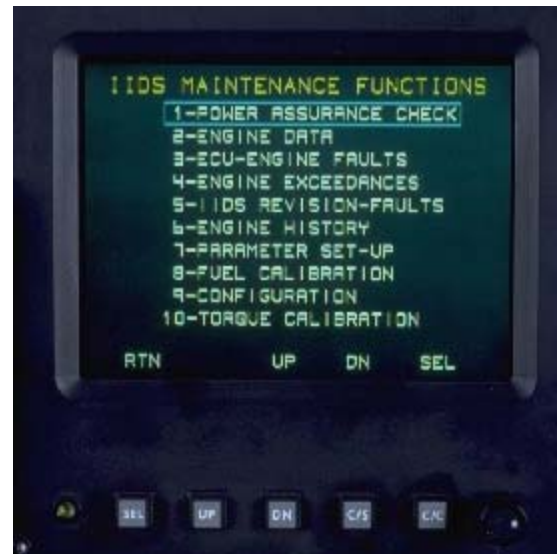 IIDS MAINTENANCE FUNCTIONS
1-POWER ASSURANCE CHECK
2-ENGINE DATA
3-ECU-ENGINE FAULTS
4-ENGINE EXCEEDANCES
5-IIDS REVISION-FAULTS
6-ENGINE HISTORY
7-PARAMETER SET-UP
8-FUEL CALIBRATION
9-CONFIGURATION
10-TORQUE CALIBRATION
RTN UP DN SEL
SEL UP DN C/S C/C